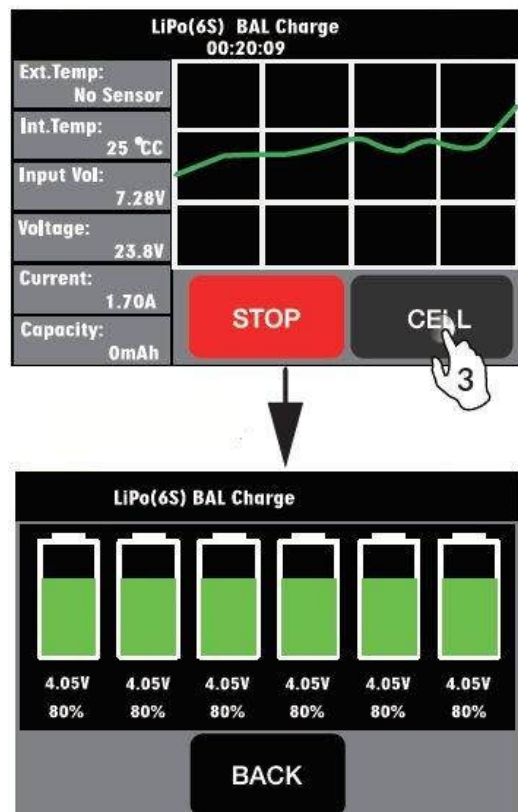 LiPo(6S) BAL Charge
00:20:09
Ext.Temp:
No Sensor
Int.Temp:
25 °CC
Input Vol:
7.28V
Voltage:
23.8V
Current:
1.70A
Capacity:
0mAh
STOP
CELL
3
LiPo(6S) BAL Charge
4.05V 4.05V 4.05V 4.05V 4.05V 4.05V
80% 80% 80% 80% 80% 80%
BACK